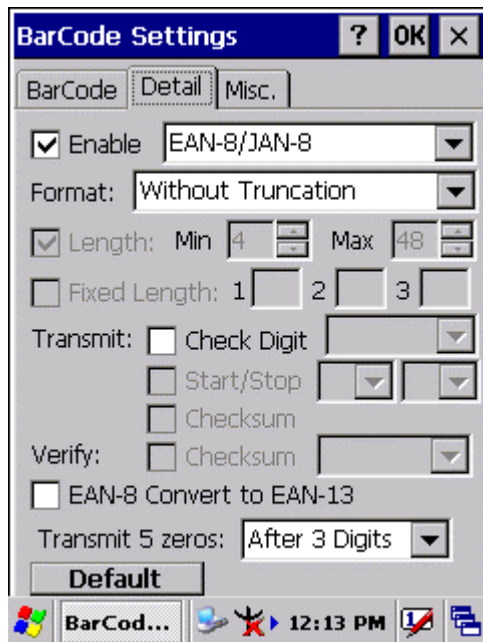 BarCode Settings ? OK ×
BarCode Detail Misc.
Enable EAN-8/JAN-8
Format: Without Truncation
Length: Min 4 Max 48
Fixed Length: 1 2 3
Transmit: Check Digit
Start/Stop
Checksum
Verify: Checksum
EAN-8 Convert to EAN-13
Transmit 5 zeros: After 3 Digits
Default
BarCod... 12:13 PM